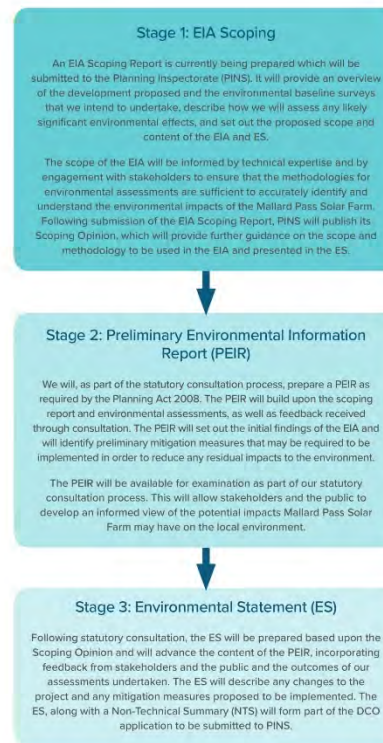 Stage 1: EIA Scoping
An EIA Scoping Report is currently being prepared which will be
submitted to the Planning Inspectorate (PINS). It will provide an overview
of the development proposed and the environmental baseline surveys
that we intend to undertake, describe how we will assess any likely
significant environmental effects, and set out the proposed scope and
content of the EIA and ES.
The scope of the EIA will be informed by technical expertise and by
engagement with stakeholders to ensure that the methodologies for
environmental assessments are sufficient to accurately identify and
understand the environmental impacts of the Mallard Pass Solar Farm.
Following submission of the EIA Scoping Report, PINS will publish its
Scoping Opinion, which will provide further guidance on the scope and
methodology to be used in the EIA and presented in the ES.
Stage 2: Preliminary Environmental Information
Report (PEIR)
We will, as part of the statutory consultation process, prepare a PEIR as
required by the Planning Act 2008. The PEIR will build upon the scoping
report and environmental assessments, as well as feedback received
through consultation. The PEIR will set out the initial findings of the EIA and
will identify preliminary mitigation measures that may be required to be
implemented in order to reduce any residual impacts to the environment.
The PEIR will be available for examination as part of our statutory
consultation process. This will allow stakeholders and the public to
develop an informed view of the potential impacts Mallard Pass Solar
Farm may have on the local environment.
Stage 3: Environmental Statement (ES)
Following statutory consultation, the ES will be prepared based upon the
Scoping Opinion and will advance the content of the PEIR, incorporating
feedback from stakeholders and the public and the outcomes of our
assessments undertaken. The ES will describe any changes to the
project and any mitigation measures proposed to be implemented. The
ES, along with a Non-Technical Summary (NTS) will form part of the DCO
application to be submitted to PINS.